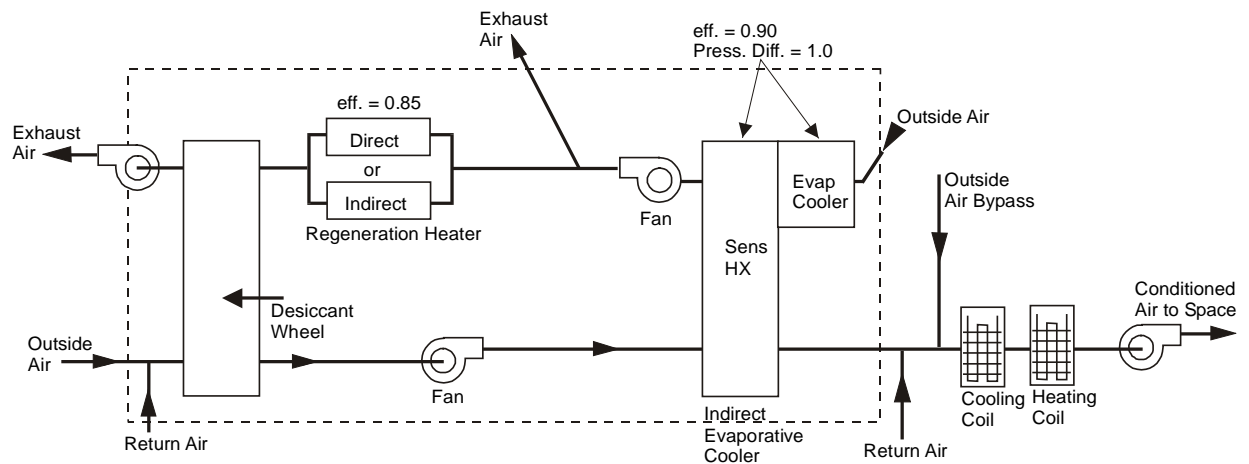 Exhaust
Air
eff. = 0.90
Press. Diff. = 1.0
eff. = 0.85
Outside Air
Exhaust
Air
Direct
or
Indirect
Regeneration Heater
Fan
Evap
Cooler
Outside
Air Bypass
Sens
HX
Desiccant
Wheel
Conditioned
Air to Space
Outside
Air
Fan
Return Air
Indirect
Evaporative
Cooler
Return Air
Cooling
Coil
Heating
Coil